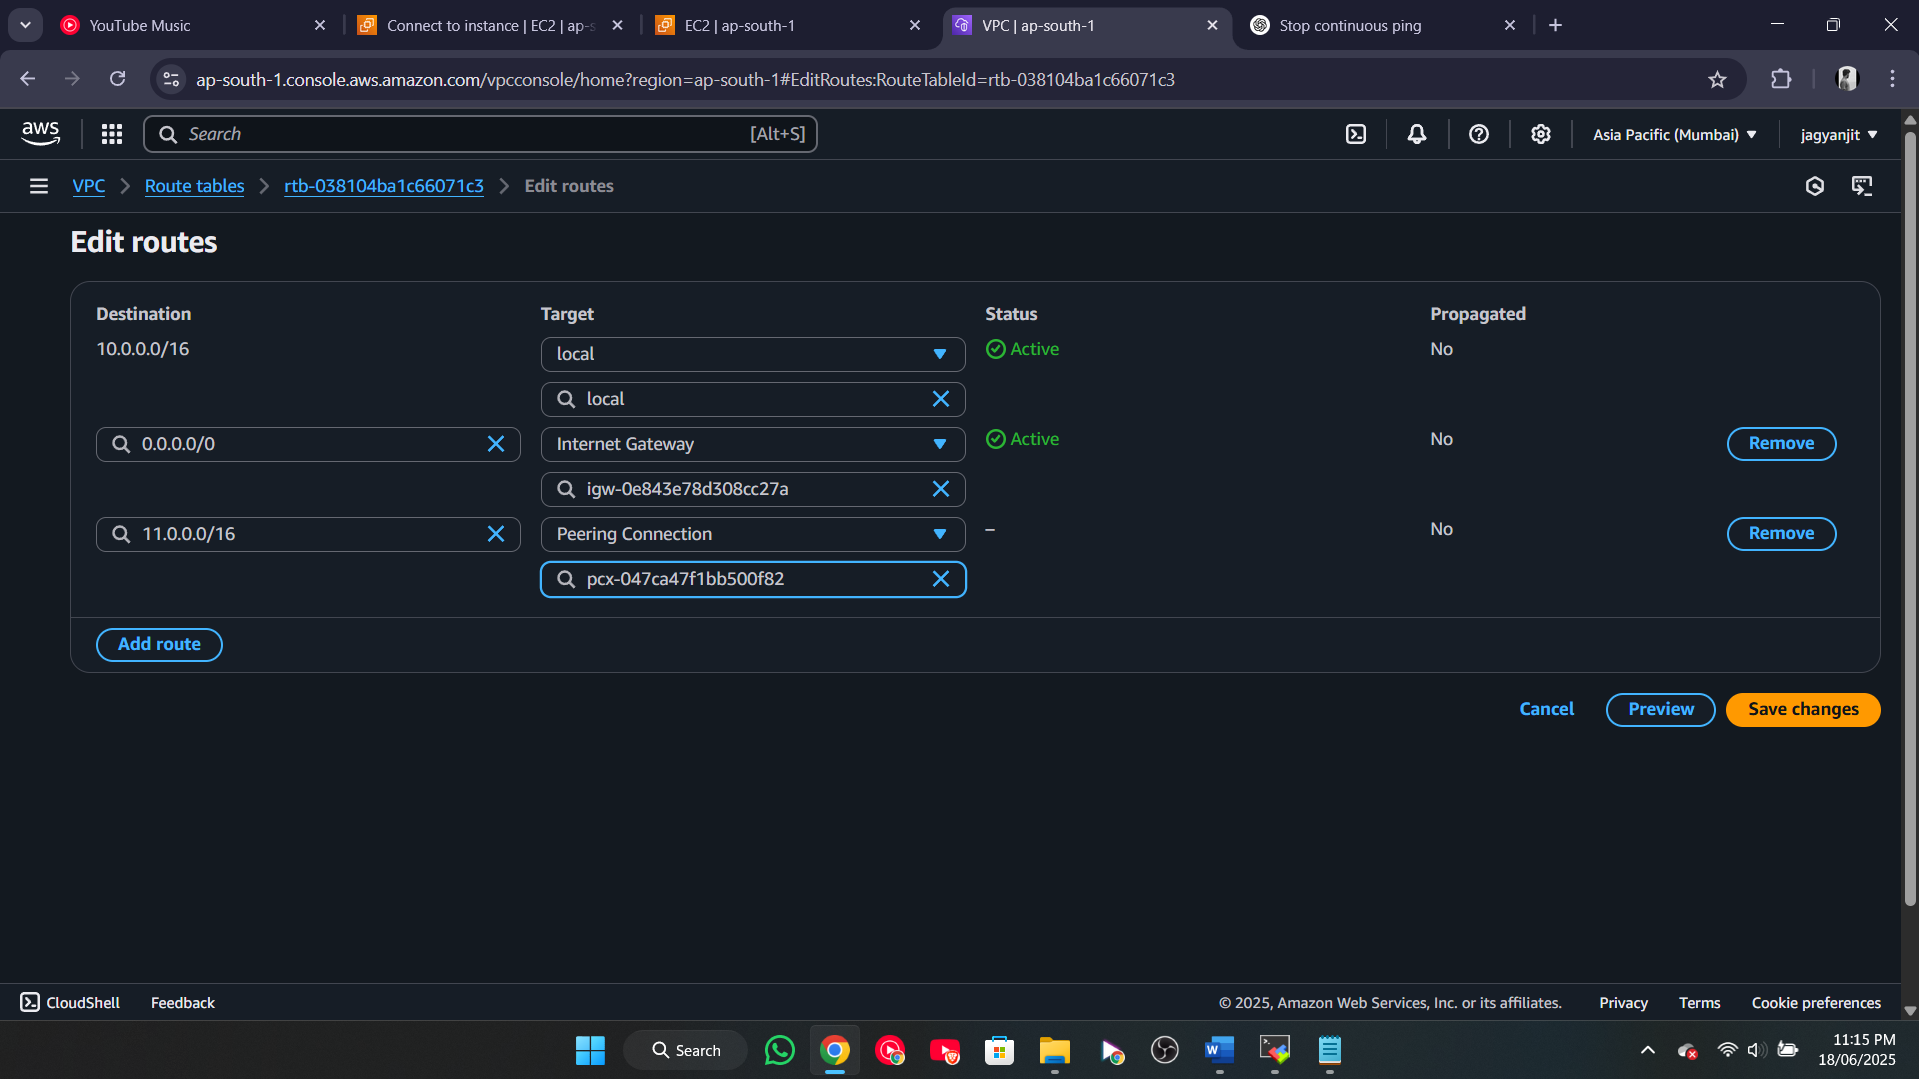 YouTube Music
Connect to instance | EC2 | ap-s
EC2 | ap-south-1
VPC | ap-south-1
Stop continuous ping
ap-south-1.console.aws.amazon.com/vpcconsole/home?region=ap-south-1#EditRoutes:RouteTableId=rtb-038104ba1c66071c3
aws
Search
[Alt+S]
Asia Pacific (Mumbai)
jagyanjit
VPC
Route tables
rtb-038104ba1c66071c3
Edit routes
Edit routes
Destination
Target
Status
Propagated
10.0.0.0/16
local
Active
No
local
0.0.0.0/0
Internet Gateway
Active
No
Remove
igw-0e843e78d308cc27a
11.0.0.0/16
Peering Connection
–
No
Remove
pcx-047ca47f1bb500f82
Add route
Cancel
Preview
Save changes
CloudShell
Feedback
© 2025, Amazon Web Services, Inc. or its affiliates.
Privacy
Terms
Cookie preferences
Search
11:15 PM
18/06/2025